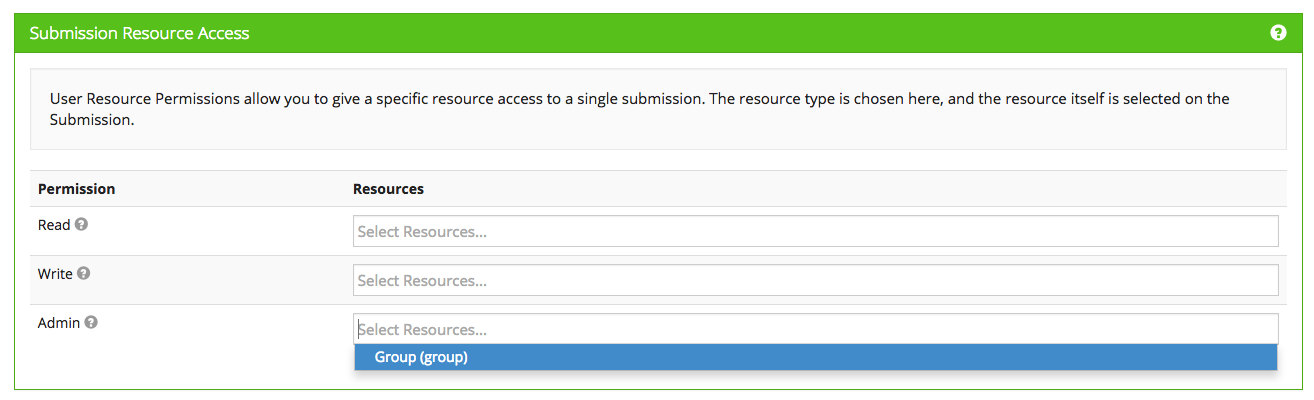 Submission Resource Access
User Resource Permissions allow you to give a specific resource access to a single submission. The resource type is chosen here, and the resource itself is selected on the
Submission.
Permission Resources
Read Select Resources...
Write Select Resources...
Admin Select Resources...
Group (group)